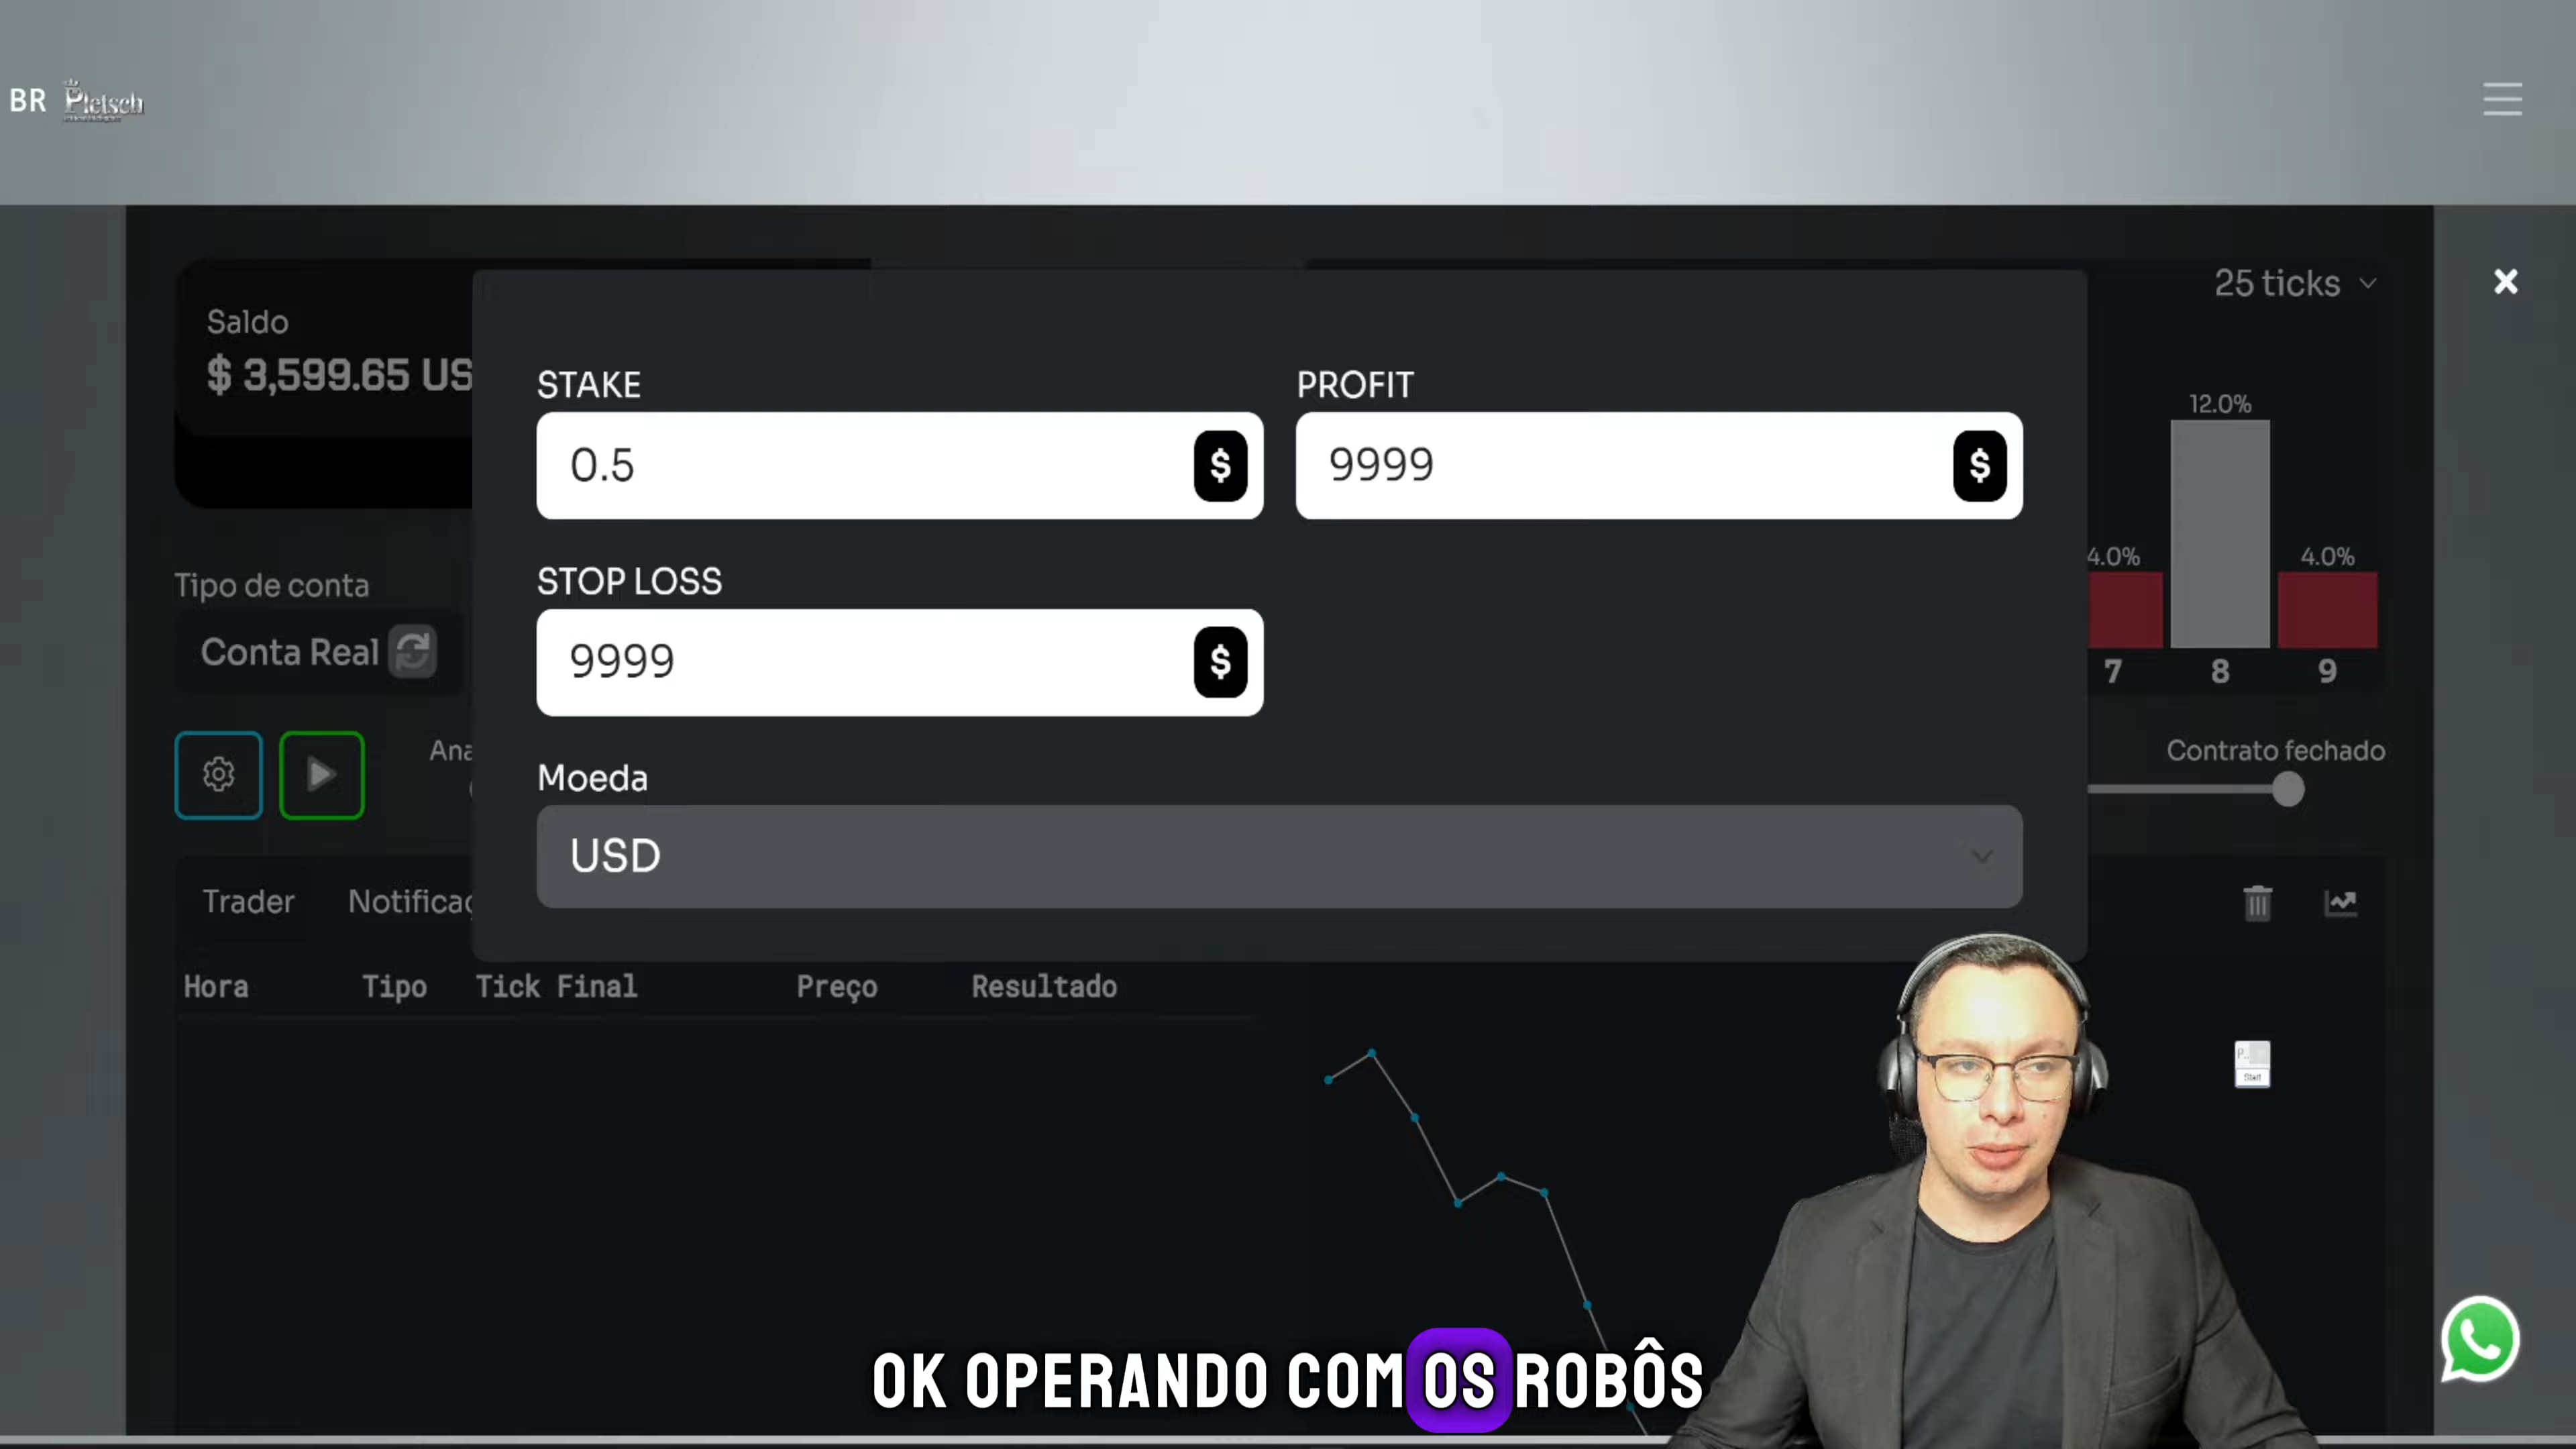 BR Pletsch
25 ticks
Saldo
$ 3,599.65 US
STAKE
PROFIT
0.5 $
9999 $
12.0%
4.0%
4.0%
STOP LOSS
9999 $
Tipo de conta
Conta Real
7 8 9
Ana
Contrato fechado
Moeda
USD
Trader Notificaç
Hora Tipo Tick Final Preço Resultado
P...
Start
OK OPERANDO COM OS ROBÔS